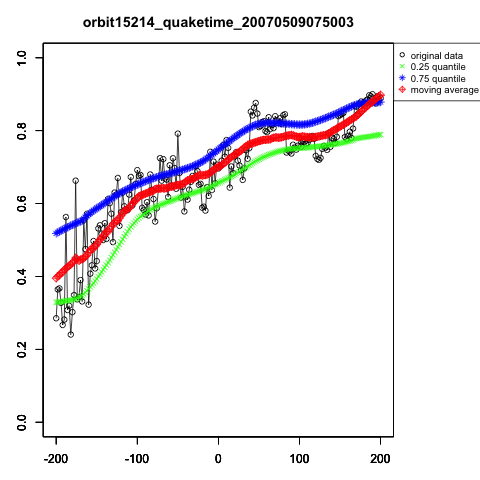 orbit15214_quaketime_20070509075003
original data
0.25 quantile
0.75 quantile
moving average
1.0
0.8
0.6
0.4
0.2
0.0
-200 -100 0 100 200